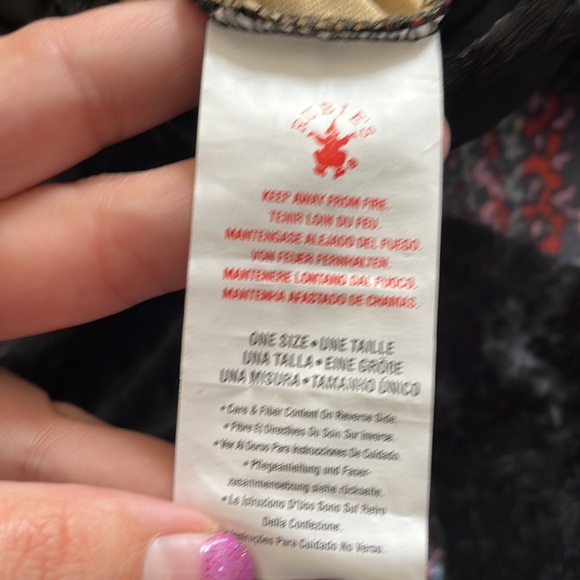 RUBIE'S
KEEP AWAY FROM FIRE.
TENIR LOIN DU FEU.
MANTENGASE ALEJADO DEL FUEGO.
VON FEUER FERNHALTEN.
MANTENERE LONTANO DAL FUOCO.
MANTENHA AFASTADO DE CHAMAS.
ONE SIZE • UNE TAILLE
UNA TALLA • EINE GRÖBE
UNA MISURA • TAMANHO ÚNICO
• Care & Fiber Content On Reverse Side.
• Fibre Et Directives De Soin Sur Inverse.
• Ver Al Dorso Para Instrucciones De Cuidado.
• Pflegeanleitung und Faser-
zusammensetzung siehe rückseite.
• Le Istruzione D'Uso Sono Sul Retro
Della Confezione.
Para Cuidado No Verso.